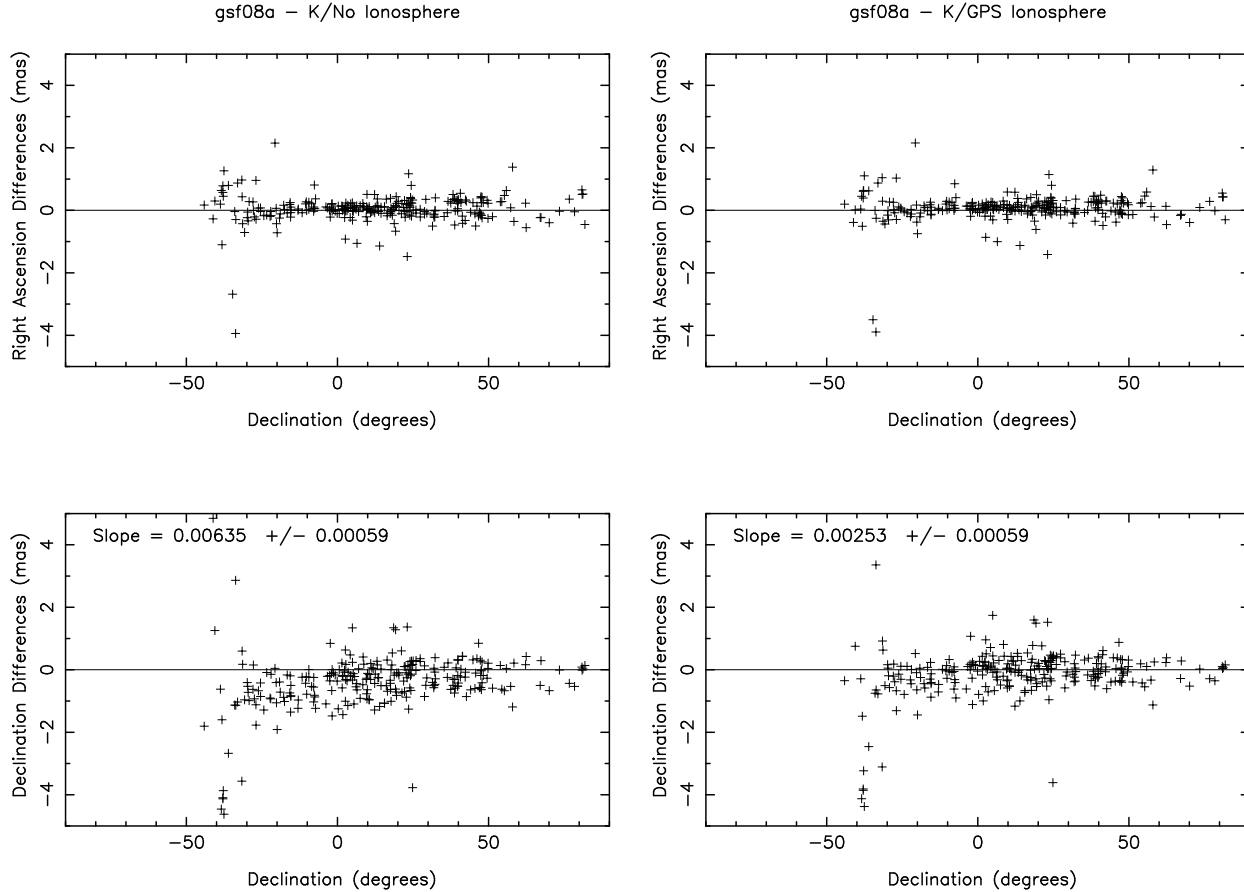 gsf08a − K/No Ionosphere
gsf08a − K/GPS Ionosphere
Right Ascension Differences (mas)
4
2
0
−2
−4
−50
0
50
Declination (degrees)
Right Ascension Differences (mas)
4
2
0
−2
−4
−50
0
50
Declination (degrees)
Slope = 0.00635 +/− 0.00059
Declination Differences (mas)
4
2
0
−2
−4
−50
0
50
Declination (degrees)
Slope = 0.00253 +/− 0.00059
Declination Differences (mas)
4
2
0
−2
−4
−50
0
50
Declination (degrees)